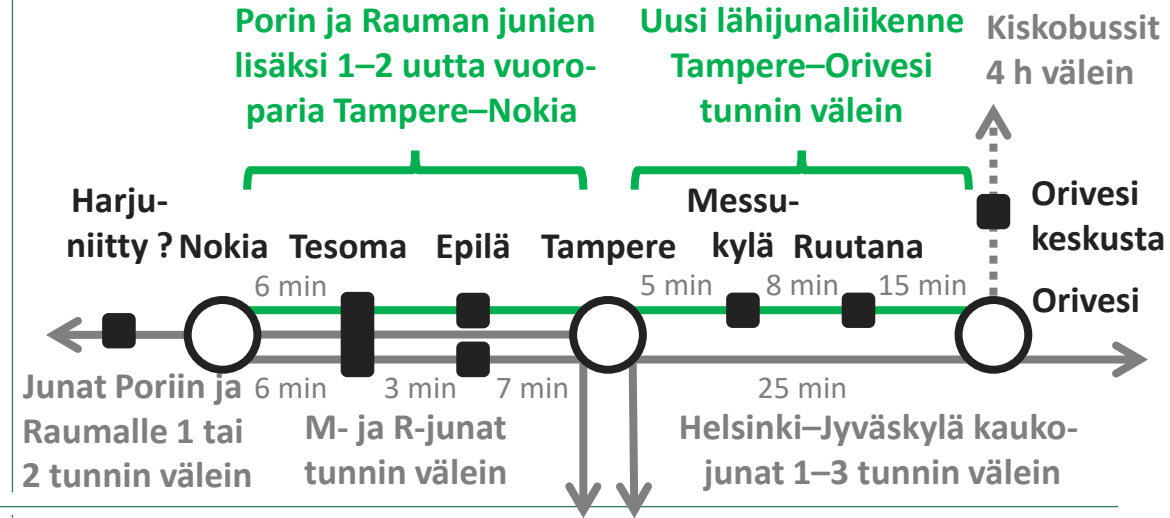 Porin ja Rauman junien
lisäksi 1–2 uutta vuoro-
paria Tampere–Nokia
Uusi lähijunaliikenne
Tampere–Orivesi
tunnin välein
Kiskobussit
4 h välein
Harju-
niitty ?
Nokia
Tesoma
Epilä
Tampere
Messu-
kylä
Ruutana
Orivesi
keskusta
Orivesi
6 min
5 min
8 min
15 min
6 min
3 min
7 min
25 min
Junat Poriin ja
Raumalle 1 tai
2 tunnin välein
M- ja R-junat
tunnin välein
Helsinki–Jyväskylä kauko-
junat 1–3 tunnin välein